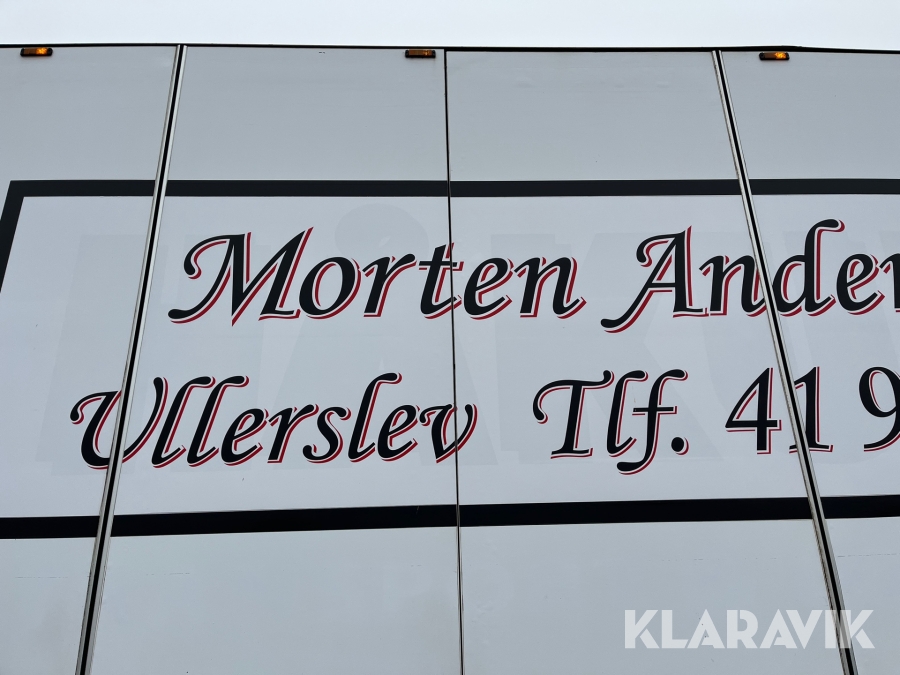 Morten Ander
Ullerslev Tlf. 41 9
KLARAVIK